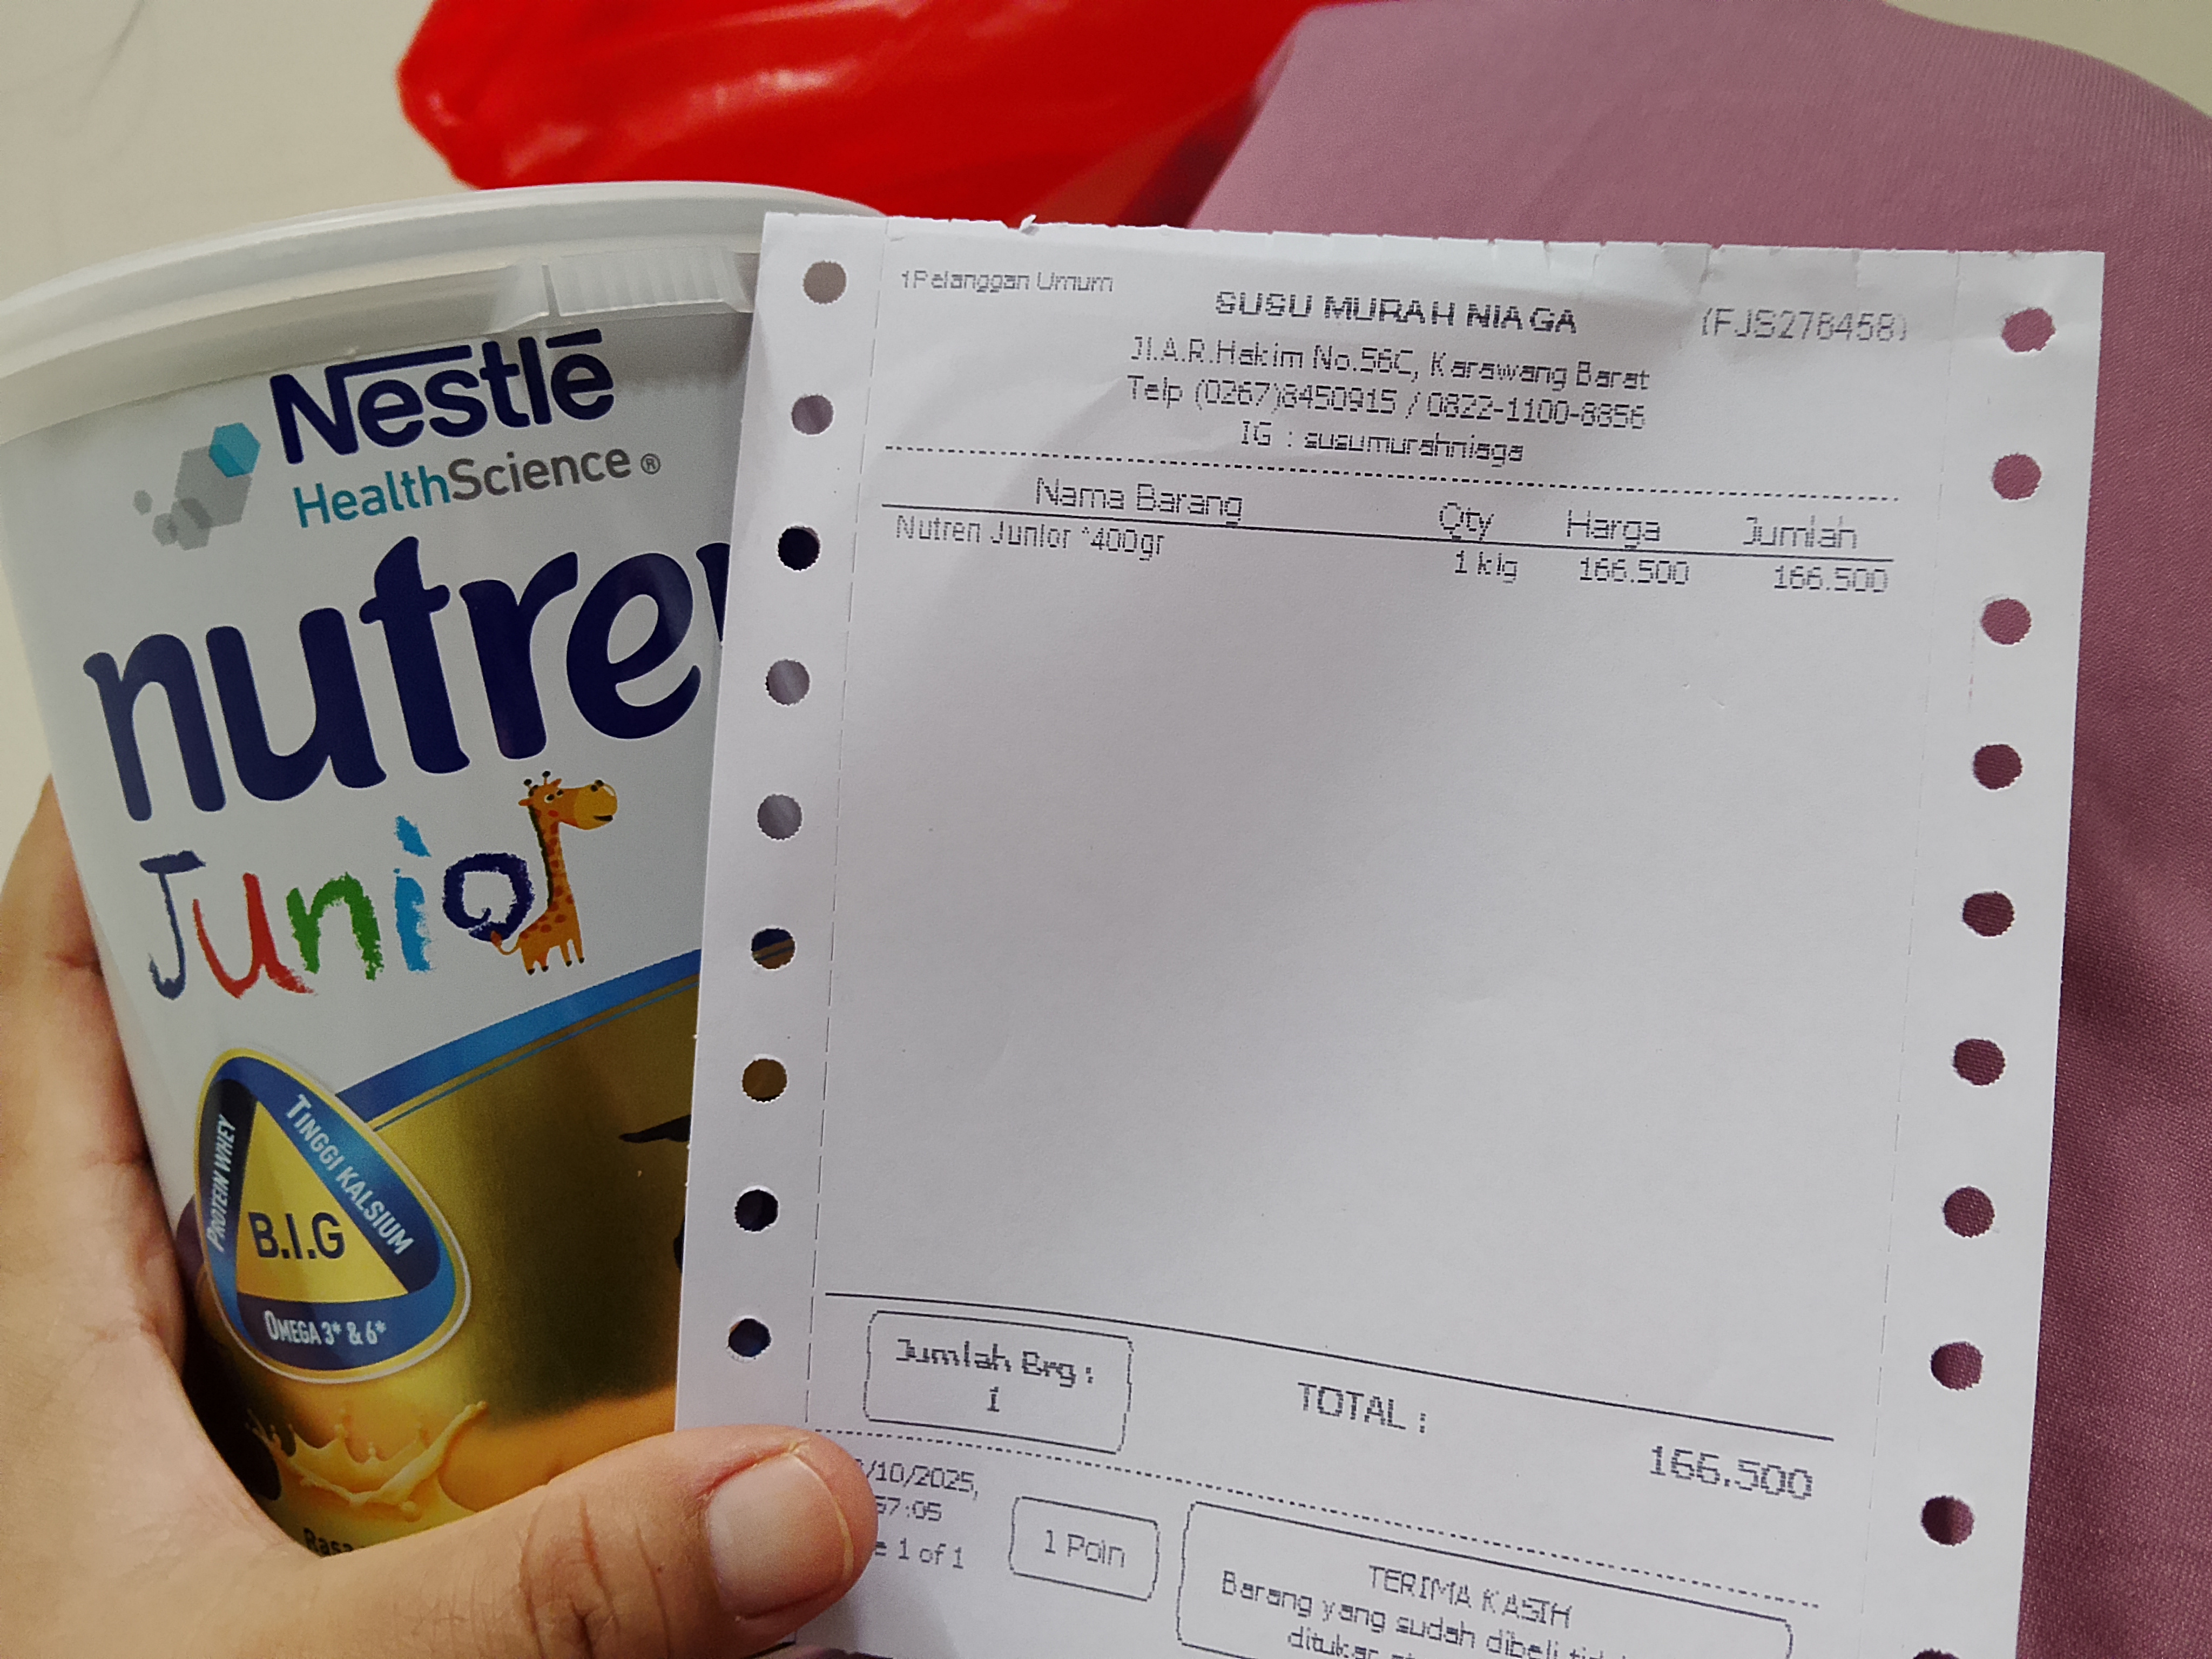 Nestlé
HealthScience®
nutre
Junior
PROTEIN WHEY
TINGGI KALSIUM
B.I.G
OMEGA 3* & 6*
Rasa
1Pelanggan Umum
SUSU MURAH NIAGA
(FJS278458)
Jl.A.R.Hakim No.56C, Karawang Barat
Telp (0267)8450915 / 0822-1100-8856
IG : susumurahniaga
Nama Barang Qty Harga Jumlah
Nutren Junior *400gr 1 klg 166.500 166.500
Jumlah Brg :
1
TOTAL : 166.500
/10/2025,
57:05
e 1 of 1
1 Poin
TERIMA KASIH
Barang yang sudah dibeli
ditukar